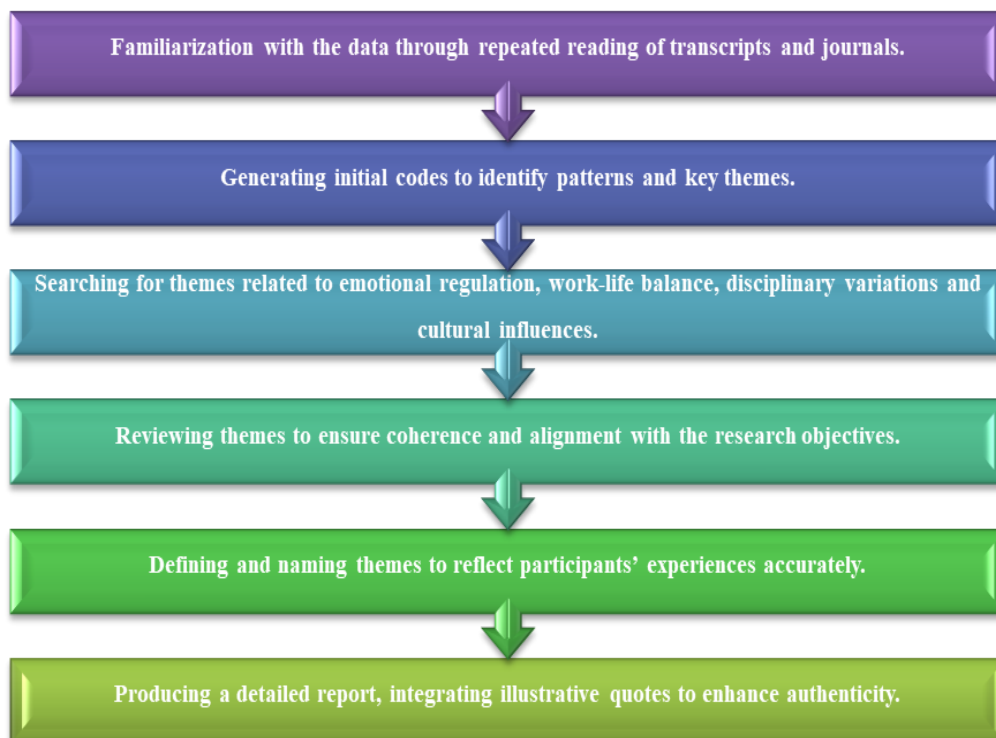 Familiarization with the data through repeated reading of transcripts and journals.
Generating initial codes to identify patterns and key themes.
Searching for themes related to emotional regulation, work-life balance, disciplinary variations and
cultural influences.
Reviewing themes to ensure coherence and alignment with the research objectives.
Defining and naming themes to reflect participants’ experiences accurately.
Producing a detailed report, integrating illustrative quotes to enhance authenticity.